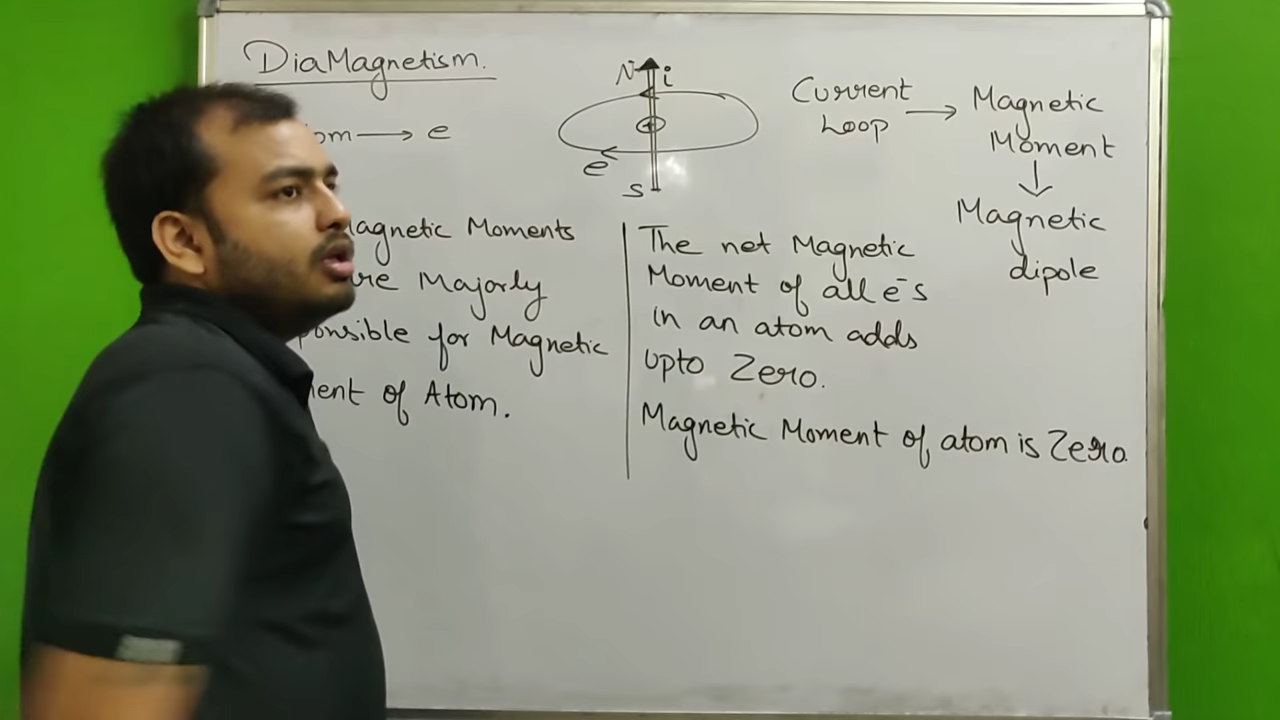 DiaMagnetism.
om → e
N i
e
S
Current
Loop → Magnetic
Moment
↓
Magnetic
dipole
agnetic Moments
re Majorly
ponsible for Magnetic
ent of Atom.
The net Magnetic
Moment of all e⁻s
in an atom adds
upto Zero.
Magnetic Moment of atom is Zero.